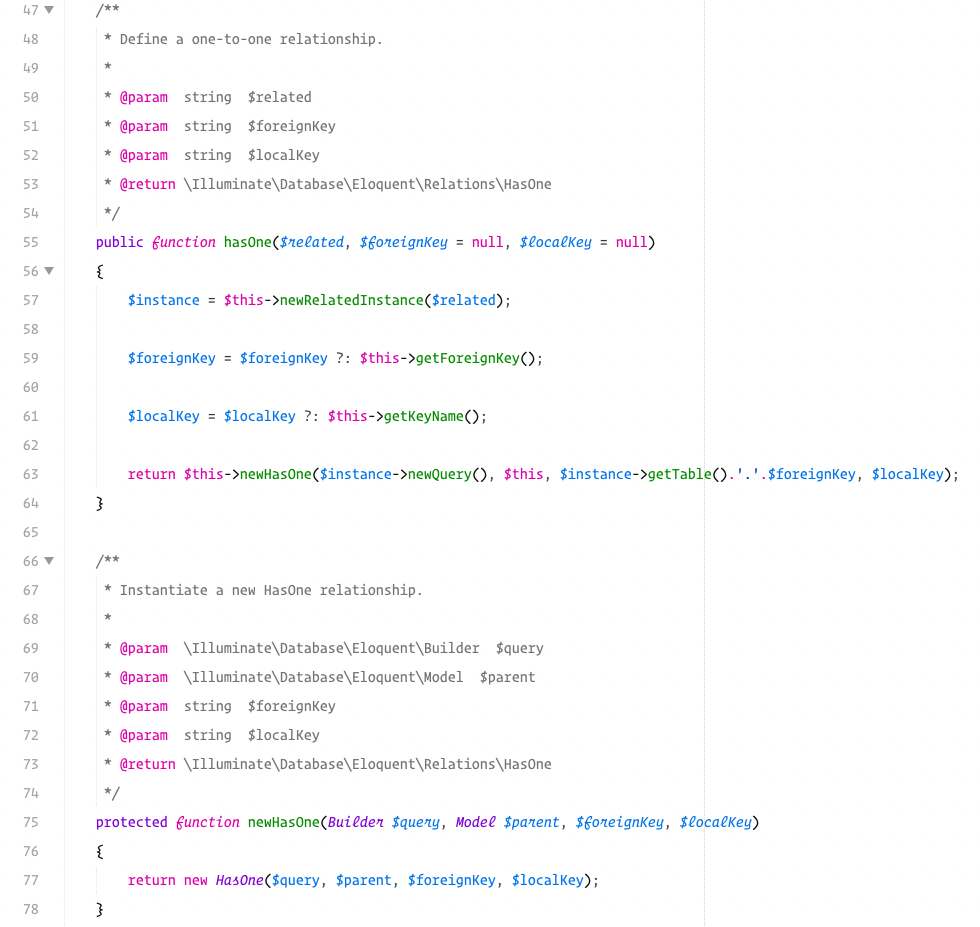 47 /**
48  * Define a one-to-one relationship.
49  *
50  * @param  string  $related
51  * @param  string  $foreignKey
52  * @param  string  $localKey
53  * @return \Illuminate\Database\Eloquent\Relations\HasOne
54  */
55 public function hasOne($related, $foreignKey = null, $localKey = null)
56 {
57     $instance = $this->newRelatedInstance($related);
58
59     $foreignKey = $foreignKey ?: $this->getForeignKey();
60
61     $localKey = $localKey ?: $this->getKeyName();
62
63     return $this->newHasOne($instance->newQuery(), $this, $instance->getTable().'.'.$foreignKey, $localKey);
64 }
65
66 /**
67  * Instantiate a new HasOne relationship.
68  *
69  * @param  \Illuminate\Database\Eloquent\Builder  $query
70  * @param  \Illuminate\Database\Eloquent\Model  $parent
71  * @param  string  $foreignKey
72  * @param  string  $localKey
73  * @return \Illuminate\Database\Eloquent\Relations\HasOne
74  */
75 protected function newHasOne(Builder $query, Model $parent, $foreignKey, $localKey)
76 {
77     return new HasOne($query, $parent, $foreignKey, $localKey);
78 }